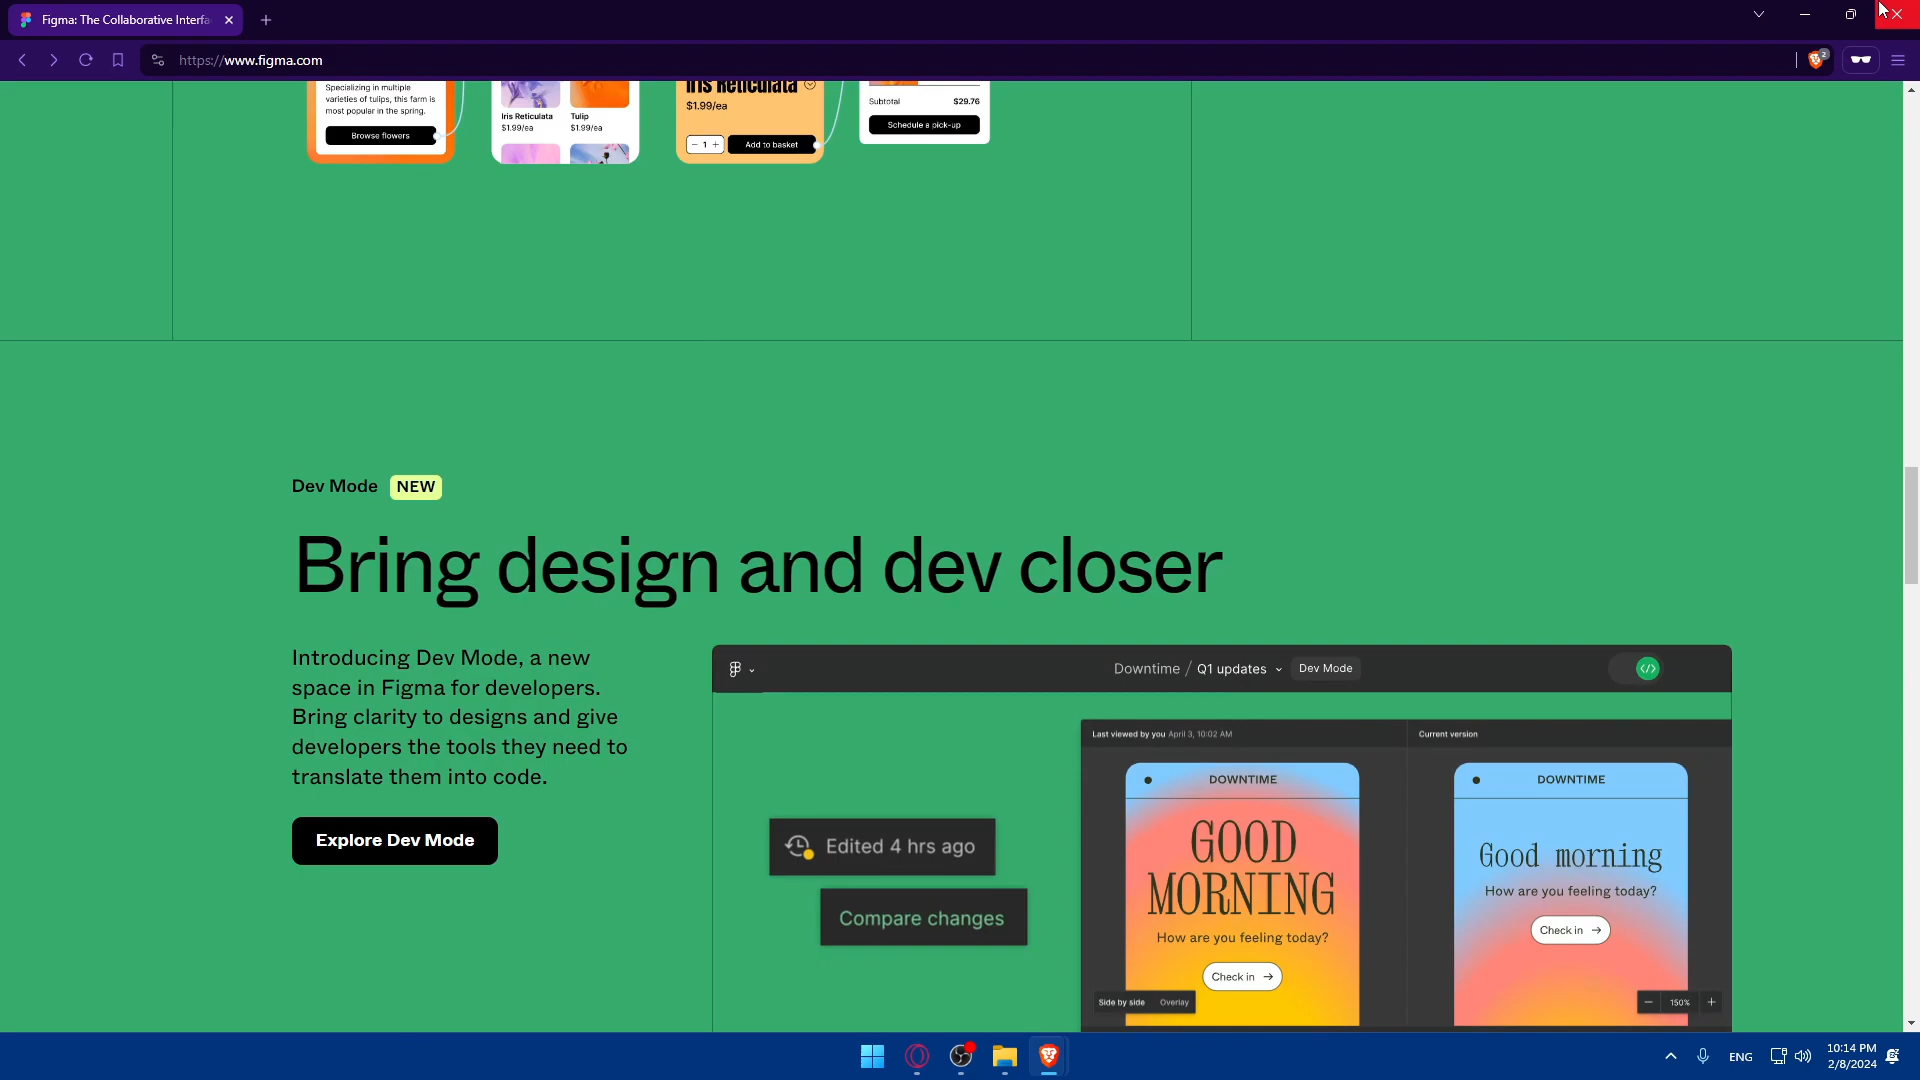 Figma: The Collaborative Interfa
https://www.figma.com
2
Specializing in multiple
varieties of tulips, this farm is
most popular in the spring.
Browse flowers
Iris Reticulata
$1.99/ea
Tulip
$1.99/ea
Iris Reticulata
$1.99/ea
− 1 +
Add to basket
Subtotal $29.76
Schedule a pick-up
Dev Mode NEW
Bring design and dev closer
Introducing Dev Mode, a new
space in Figma for developers.
Bring clarity to designs and give
developers the tools they need to
translate them into code.
Explore Dev Mode
Downtime / Q1 updates Dev Mode
</>
Last viewed by you April 3, 10:02 AM
Current version
Edited 4 hrs ago
Compare changes
DOWNTIME
GOOD
MORNING
How are you feeling today?
Check in →
Side by side Overlay
DOWNTIME
Good morning
How are you feeling today?
Check in →
− 150% +
ENG
10:14 PM
2/8/2024